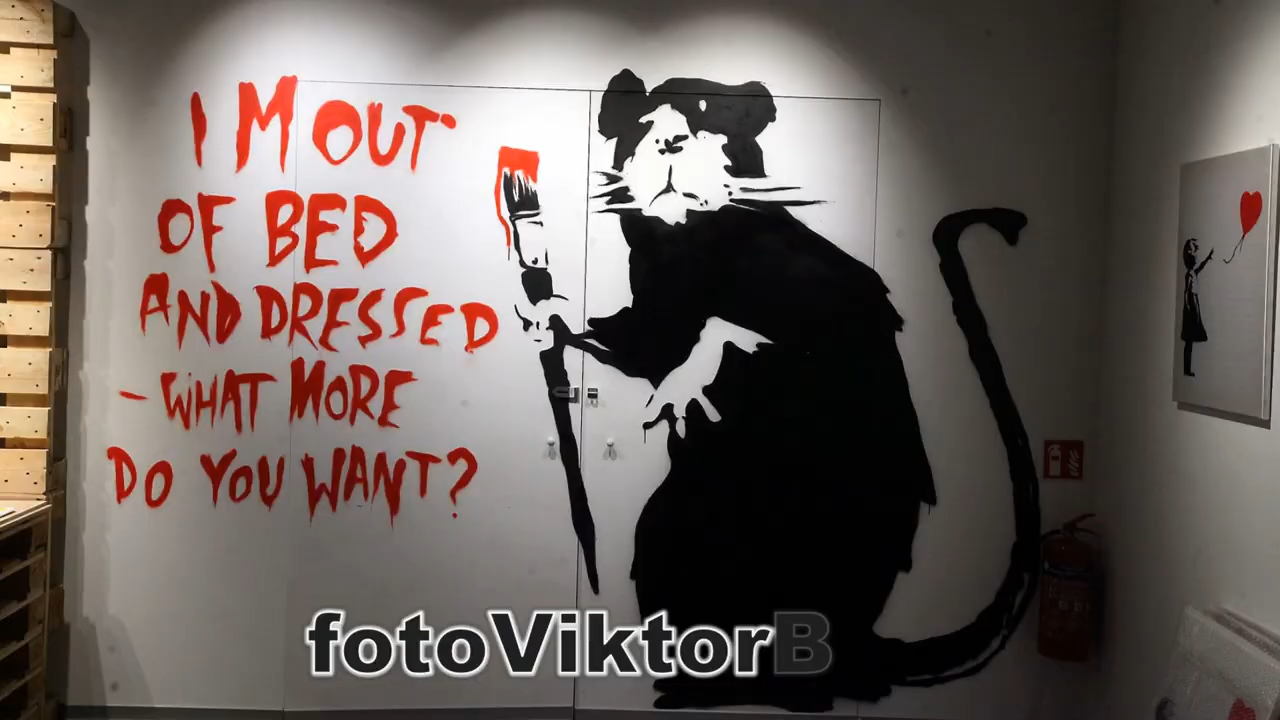 I M OUT
OF BED
AND DRESSED
- WHAT MORE
DO YOU WANT?
fotoViktorB